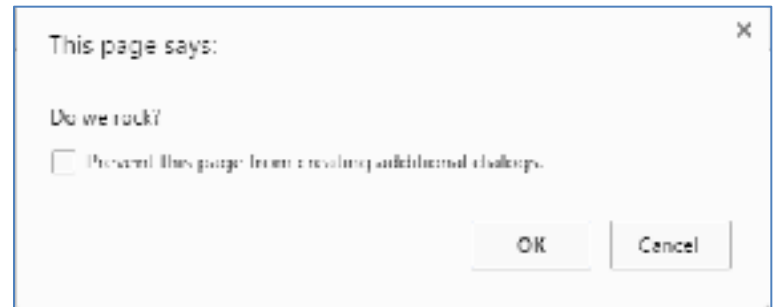 This page says:
Do we rock?
Prevent this page from creating additional dialogs.
OK
Cancel